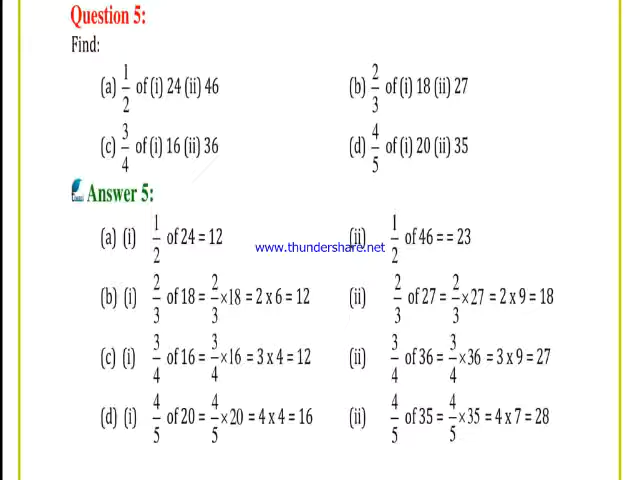 Question 5:
Find:
(a) 1/2 of (i) 24 (ii) 46 (b) 2/3 of (i) 18 (ii) 27
(c) 3/4 of (i) 16 (ii) 36 (d) 4/5 of (i) 20 (ii) 35
Answer 5:
(a) (i) 1/2 of 24 = 12 (ii) 1/2 of 46 = = 23
www.thundershare.net
(b) (i) 2/3 of 18 = 2/3 × 18 = 2 x 6 = 12 (ii) 2/3 of 27 = 2/3 × 27 = 2 x 9 = 18
(c) (i) 3/4 of 16 = 3/4 × 16 = 3 x 4 = 12 (ii) 3/4 of 36 = 3/4 × 36 = 3 x 9 = 27
(d) (i) 4/5 of 20 = 4/5 × 20 = 4 x 4 = 16 (ii) 4/5 of 35 = 4/5 × 35 = 4 x 7 = 28